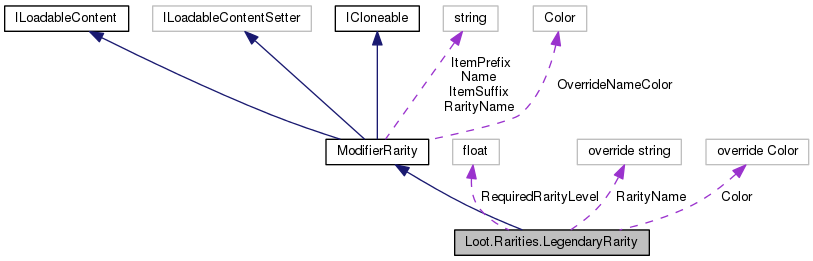 ILoadableContent
ILoadableContentSetter
ICloneable
string
Color
ItemPrefix
Name
ItemSuffix
RarityName
OverrideNameColor
ModifierRarity
float
override string
override Color
RequiredRarityLevel
RarityName
Color
Loot.Rarities.LegendaryRarity